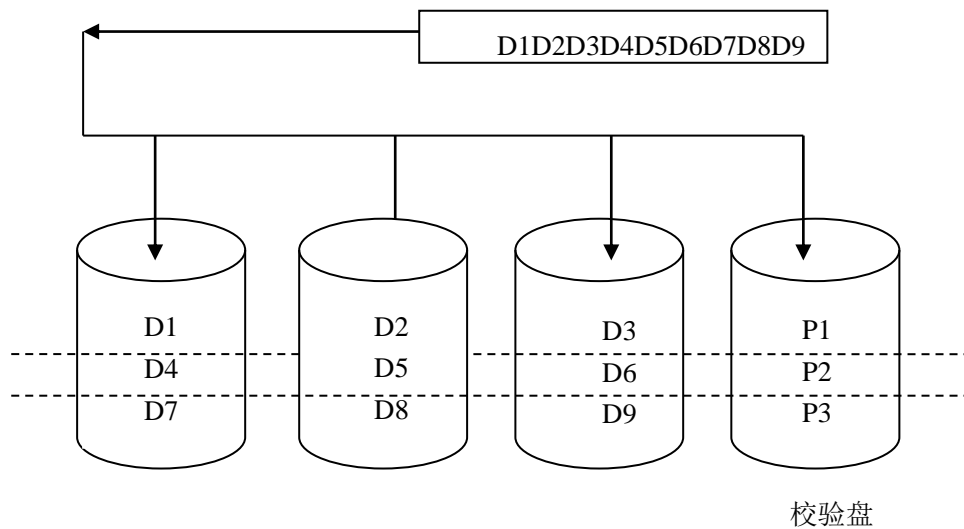 D1D2D3D4D5D6D7D8D9
D1 D2 D3 P1
D4 D5 D6 P2
D7 D8 D9 P3
校验盘